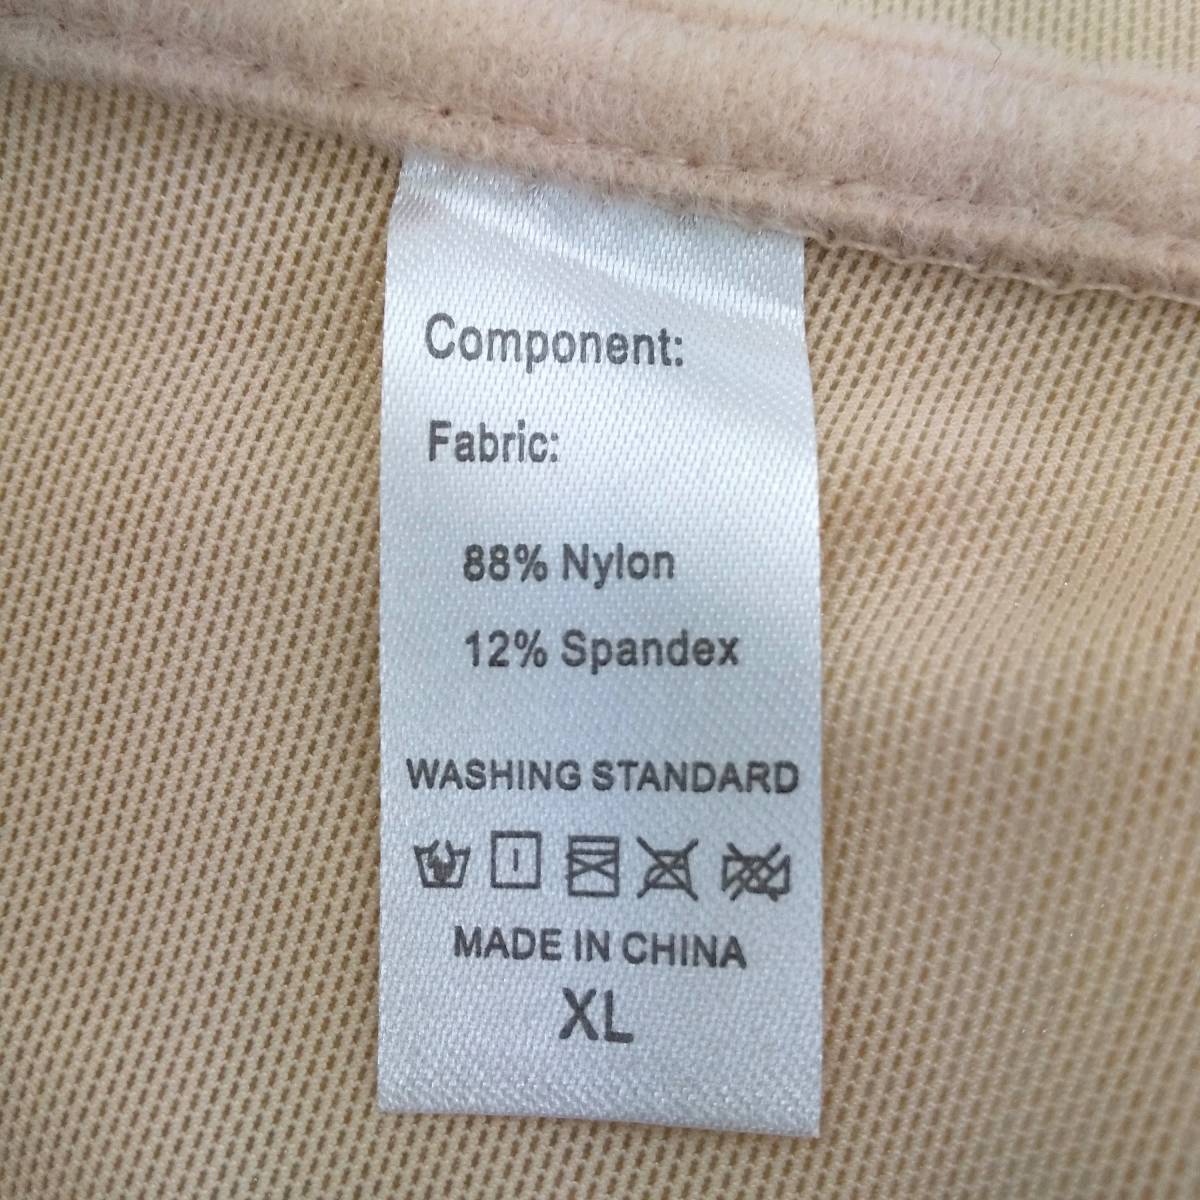 Component:
Fabric:
88% Nylon
12% Spandex
WASHING STANDARD
MADE IN CHINA
XL